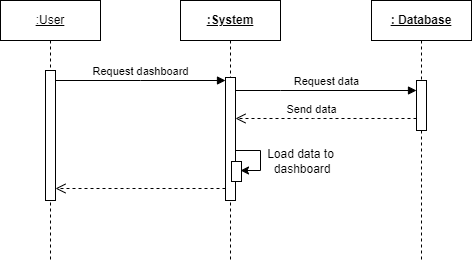 :User
:System
: Database
Request dashboard
Request data
Send data
Load data to
dashboard